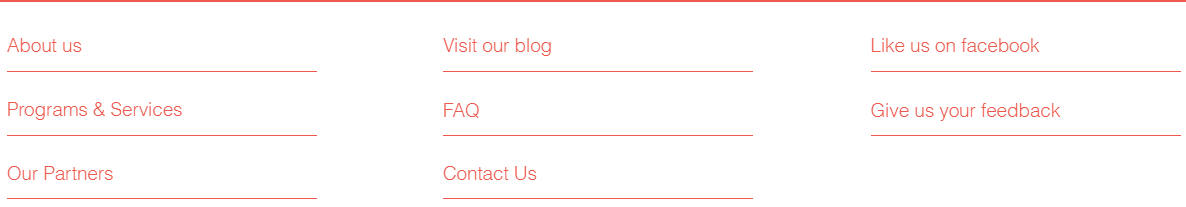 About us
Programs & Services
Our Partners
Visit our blog
FAQ
Contact Us
Like us on facebook
Give us your feedback